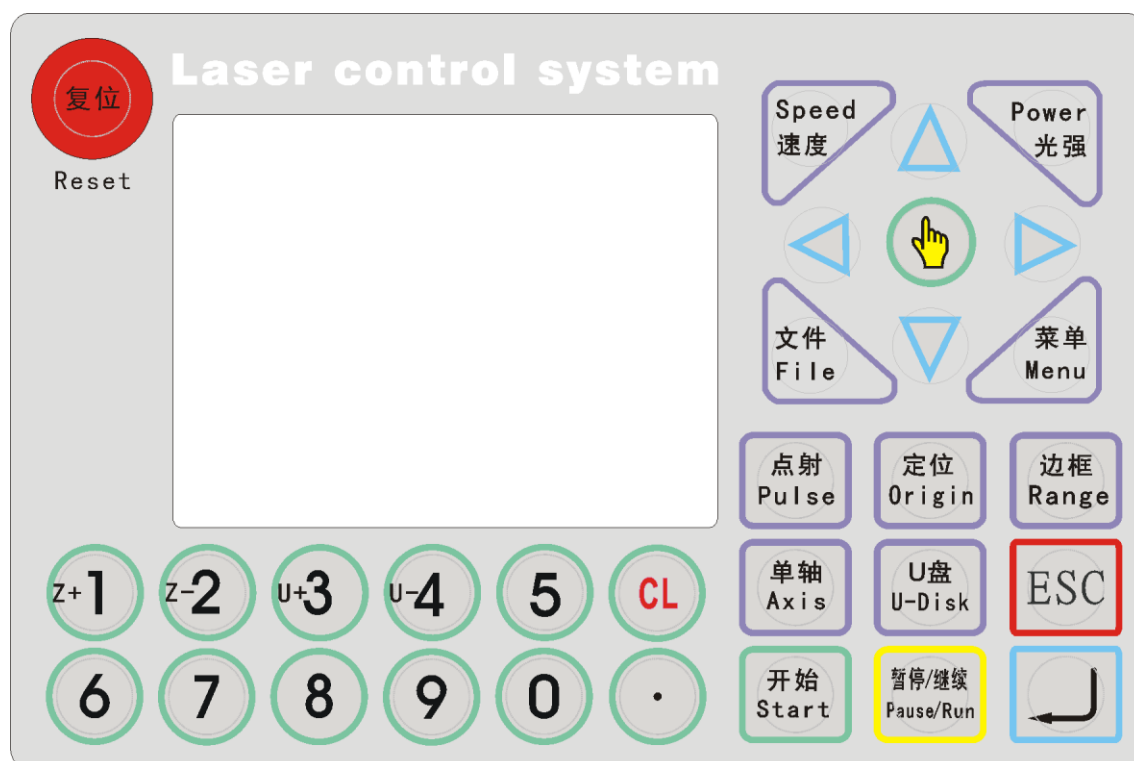 Laser control system
复位
Reset
Speed
速度
Power
光强
文件
File
菜单
Menu
点射
Pulse
定位
Origin
边框
Range
单轴
Axis
U盘
U-Disk
ESC
开始
Start
暂停/继续
Pause/Run
Z+1
Z-2
U+3
U-4
5
CL
6
7
8
9
0
.